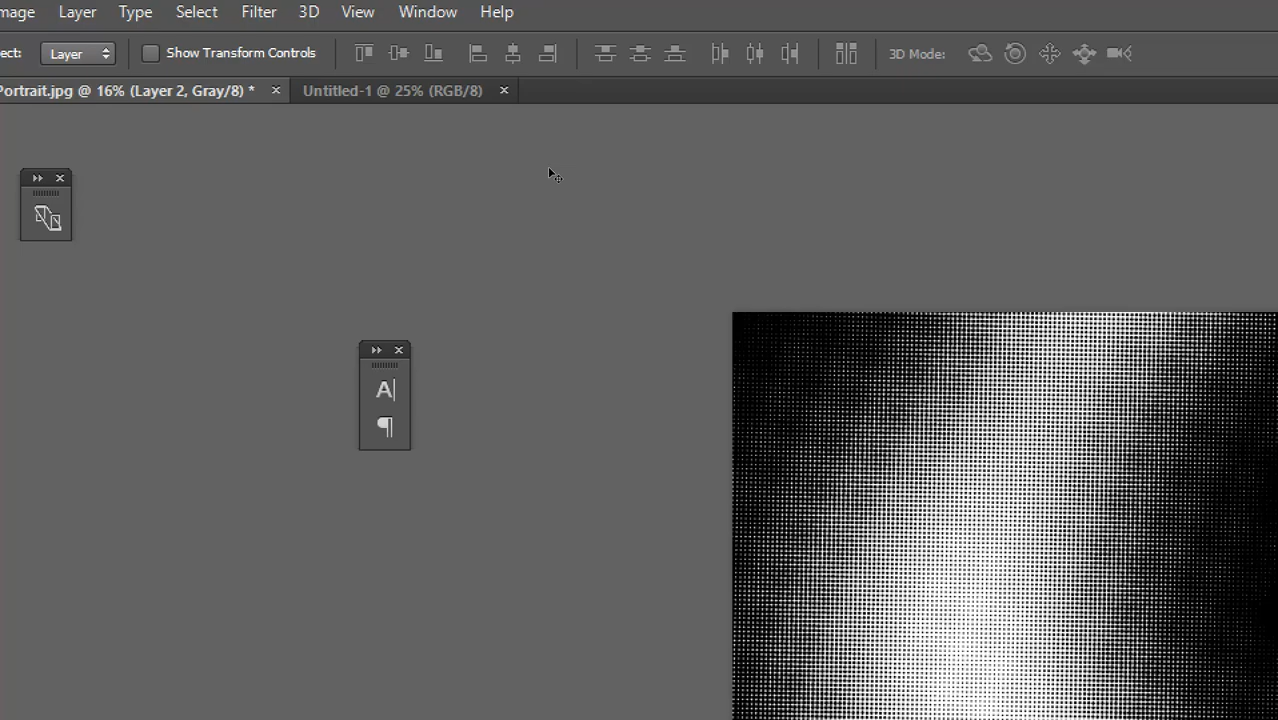 mage Layer Type Select Filter 3D View Window Help
ect: Layer Show Transform Controls 3D Mode:
Portrait.jpg @ 16% (Layer 2, Gray/8) * × Untitled-1 @ 25% (RGB/8) ×
A|
¶